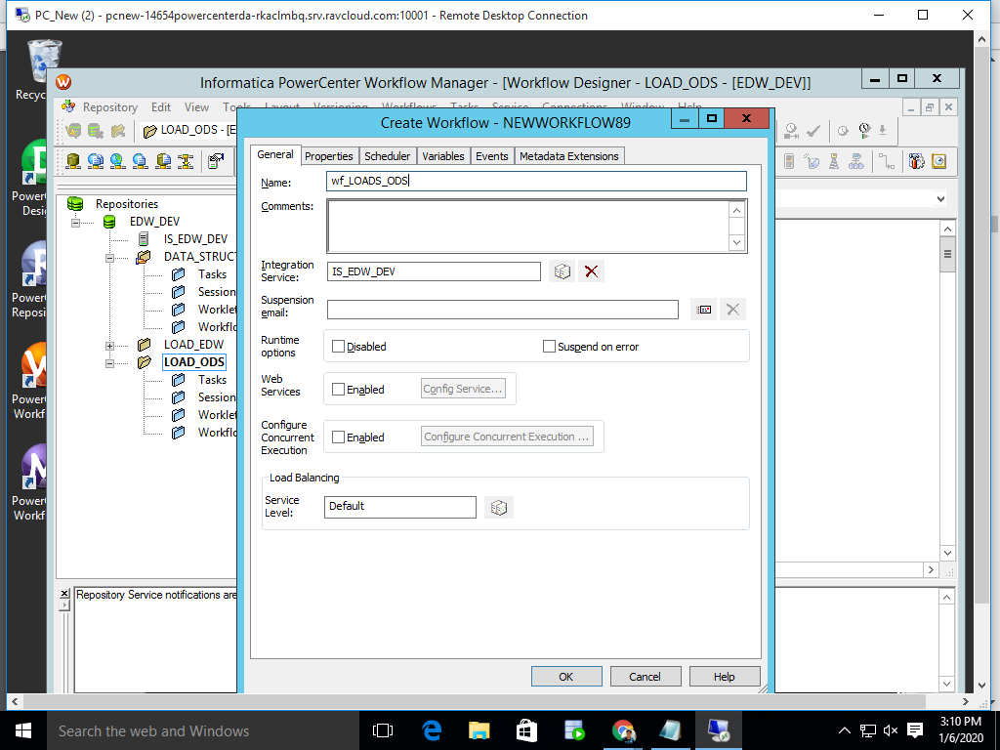 PC_New (2) - pcnew-14654powercenterda-rkaclmbq.srv.ravcloud.com:10001 - Remote Desktop Connection
Recyc
Informatica PowerCenter Workflow Manager - [Workflow Designer - LOAD_ODS - [EDW_DEV]]
Repository Edit View Tools Layout Versioning Workflows Tasks Service Connections Window Help
LOAD_ODS - [E
Create Workflow - NEWWORKFLOW89
General Properties Scheduler Variables Events Metadata Extensions
Name: wf_LOADS_ODS
Comments:
Integration
Service: IS_EDW_DEV
Suspension
email:
Runtime
options
Disabled
Suspend on error
Web
Services
Enabled
Config Service...
Configure
Concurrent
Execution
Enabled
Configure Concurrent Execution ...
Load Balancing
Service
Level: Default
OK Cancel Help
Repositories
EDW_DEV
IS_EDW_DEV
DATA_STRUCT
Tasks
Session
Worklet
Workflo
LOAD_EDW
LOAD_ODS
Tasks
Session
Worklet
Workflo
Power
Desi
Power
Reposi
Power
Workf
Power
Workf
Repository Service notifications are
Search the web and Windows
3:10 PM
1/6/2020